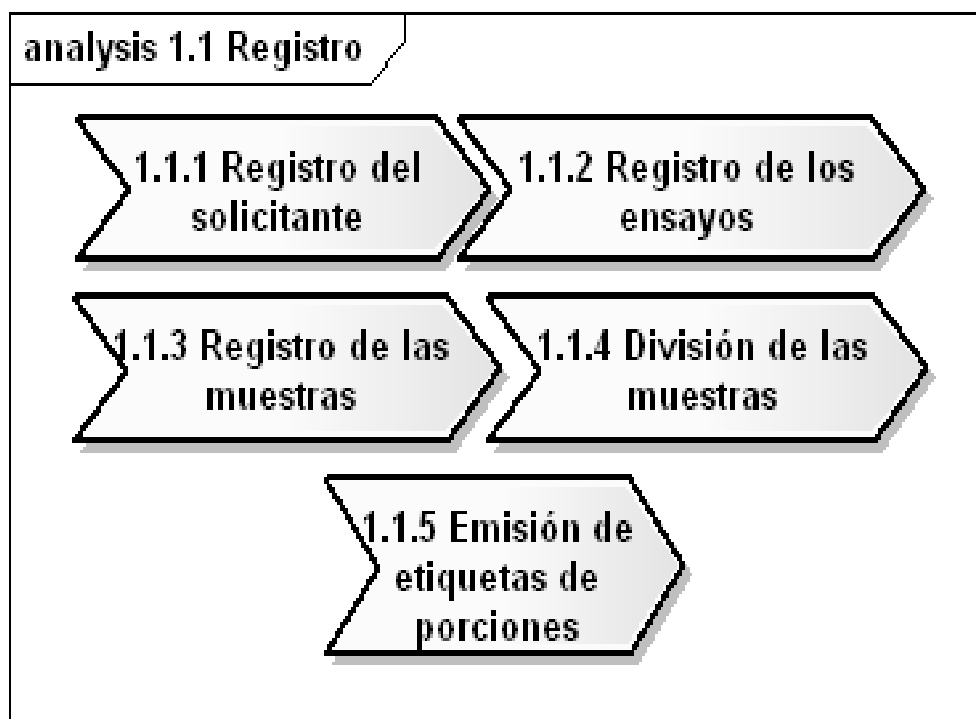 analysis 1.1 Registro
1.1.1 Registro del
solicitante
1.1.2 Registro de los
ensayos
1.1.3 Registro de las
muestras
1.1.4 División de las
muestras
1.1.5 Emisión de
etiquetas de
porciones